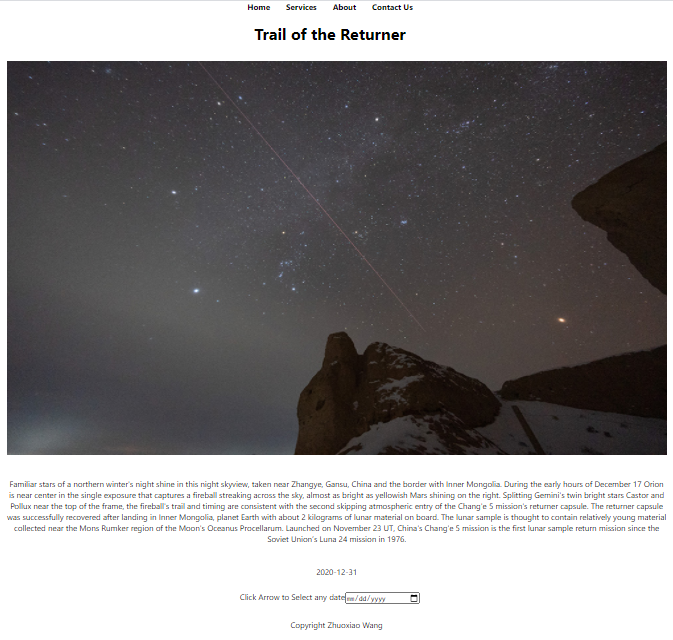 Home Services About Contact Us
Trail of the Returner
Familiar stars of a northern winter's night shine in this night skyview, taken near Zhangye, Gansu, China and the border with Inner Mongolia. During the early hours of December 17 Orion
is near center in the single exposure that captures a fireball streaking across the sky, almost as bright as yellowish Mars shining on the right. Splitting Gemini's twin bright stars Castor and
Pollux near the top of the frame, the fireball's trail and timing are consistent with the second skipping atmospheric entry of the Chang'e 5 mission's returner capsule. The returner capsule
was successfully recovered after landing in Inner Mongolia, planet Earth with about 2 kilograms of lunar material on board. The lunar sample is thought to contain relatively young material
collected near the Mons Rumker region of the Moon's Oceanus Procellarum. Launched on November 23 UT, China's Chang'e 5 mission is the first lunar sample return mission since the
Soviet Union's Luna 24 mission in 1976.
2020-12-31
Click Arrow to Select any date mm/dd/yyyy
Copyright Zhuoxiao Wang